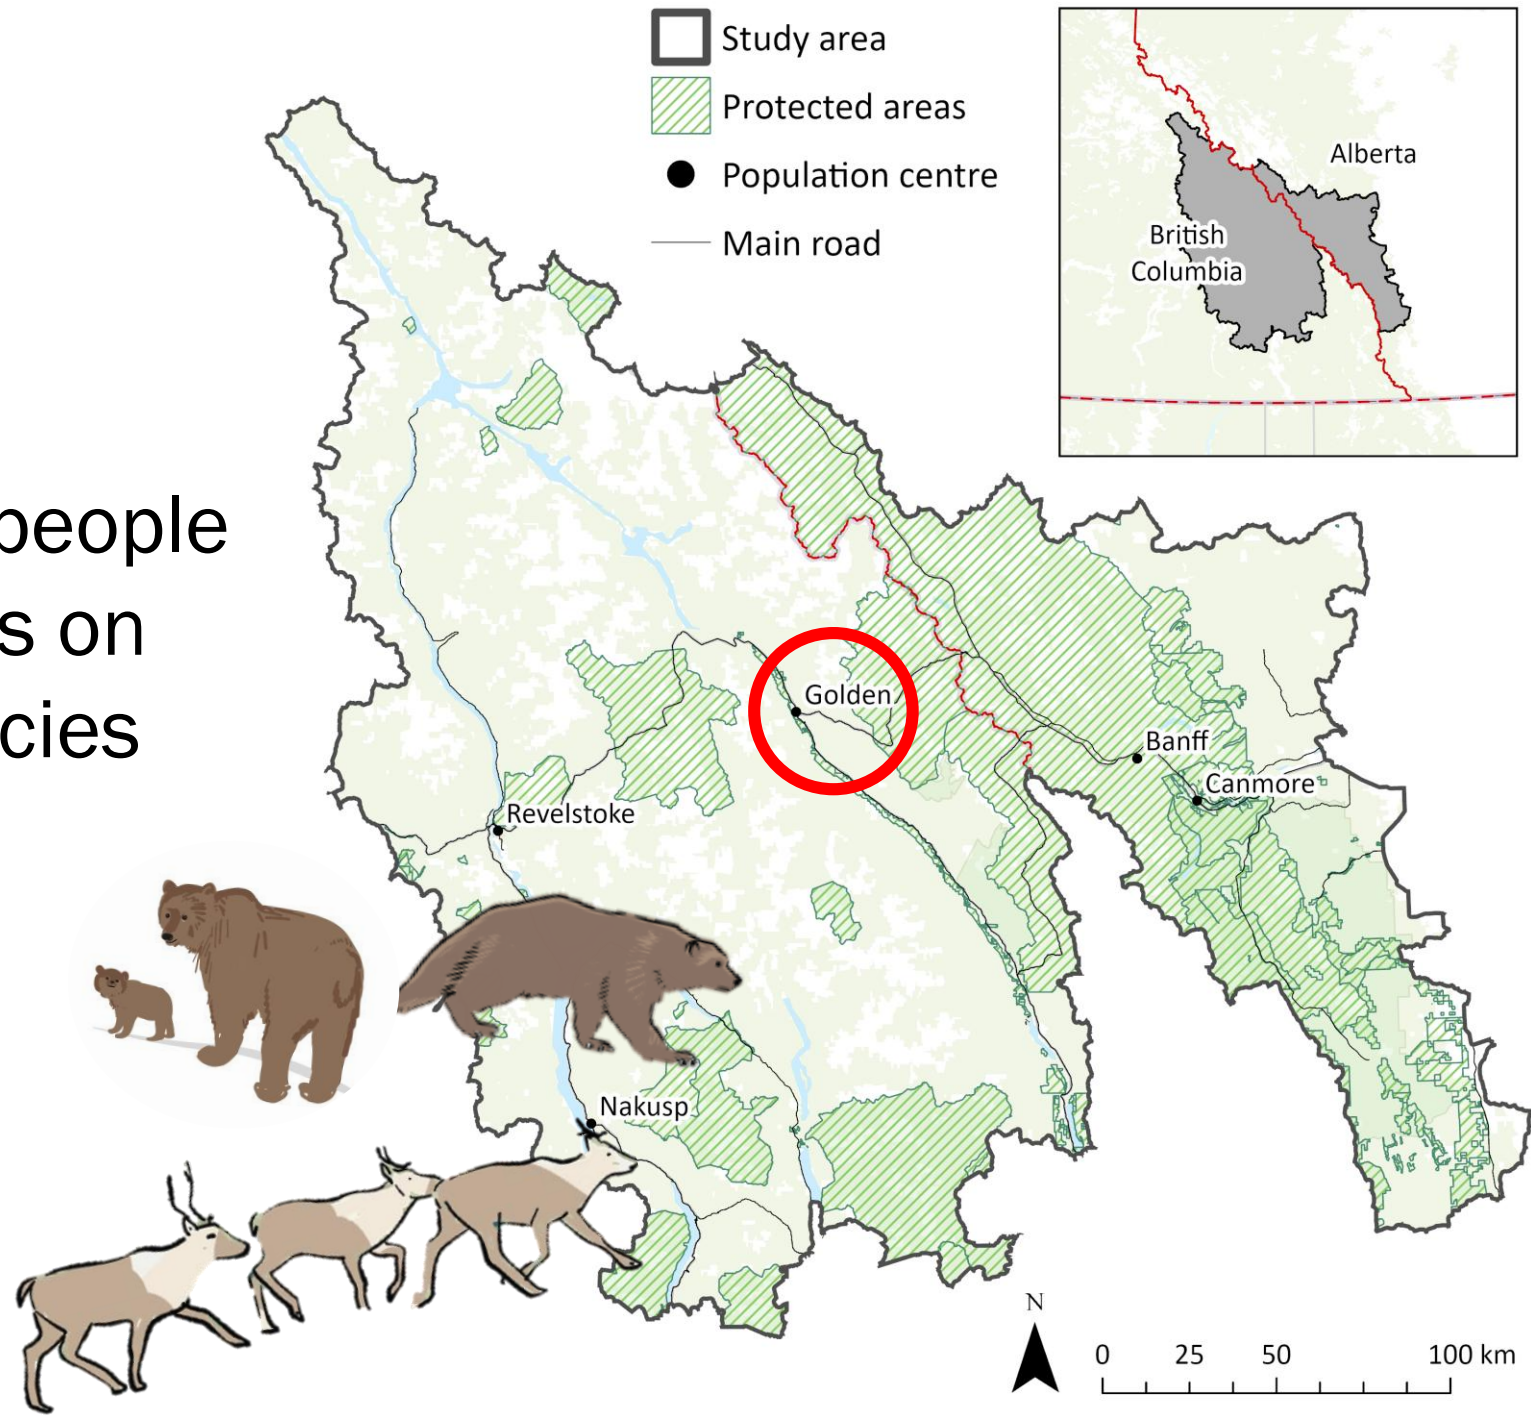 Study area
Protected areas
Population centre
Main road
Alberta
British
Columbia
people
s on
cies
Golden
Banff
Canmore
Revelstoke
Nakusp
N
0 25 50 100 km